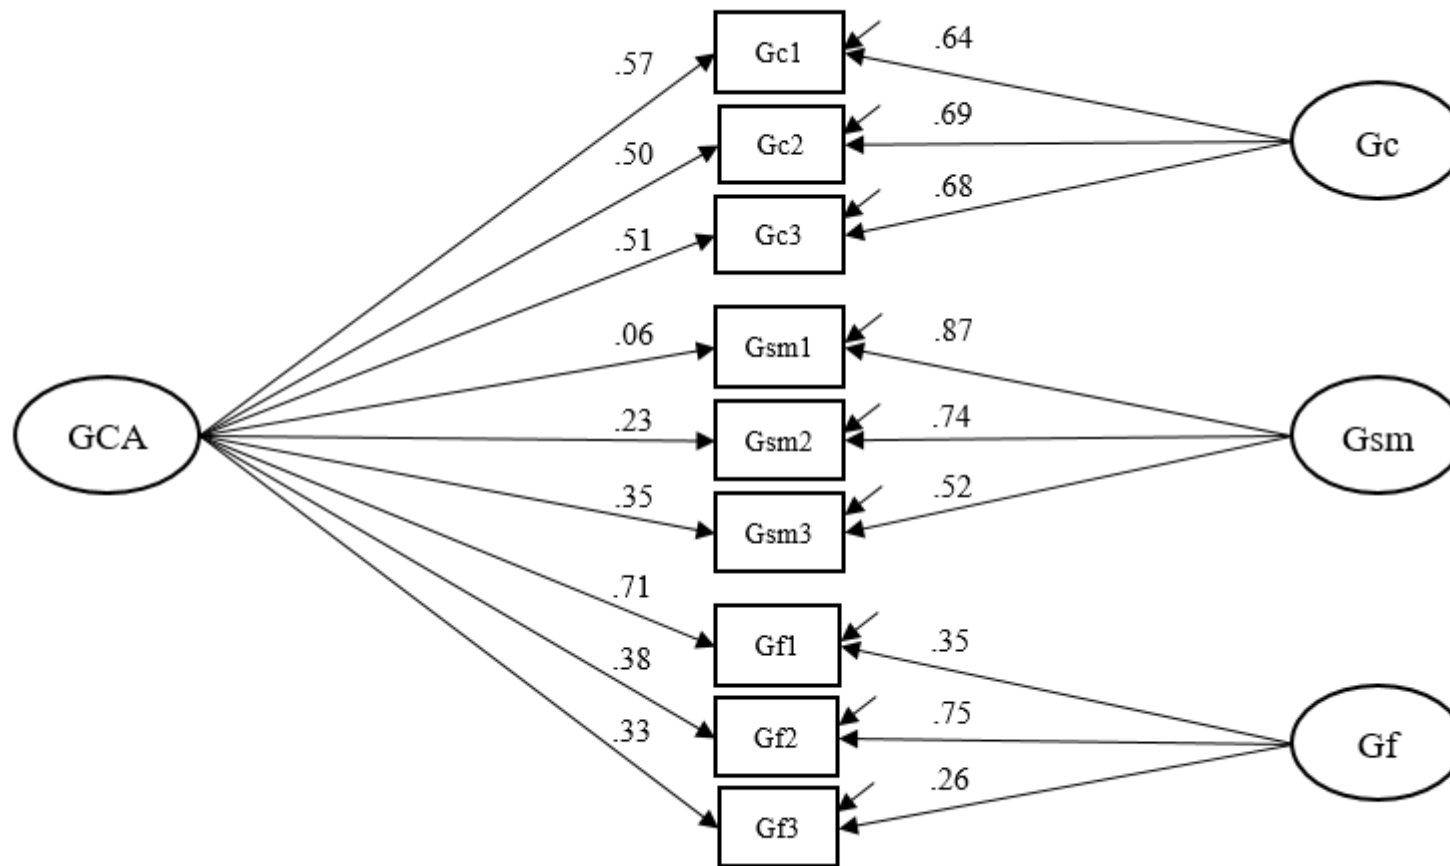 .57
Gc1
.64
.50
Gc2
.69
Gc
.51
Gc3
.68
.06
Gsm1
.87
GCA
.23
Gsm2
.74
Gsm
.35
Gsm3
.52
.71
Gf1
.35
.38
Gf2
.75
Gf
.33
Gf3
.26